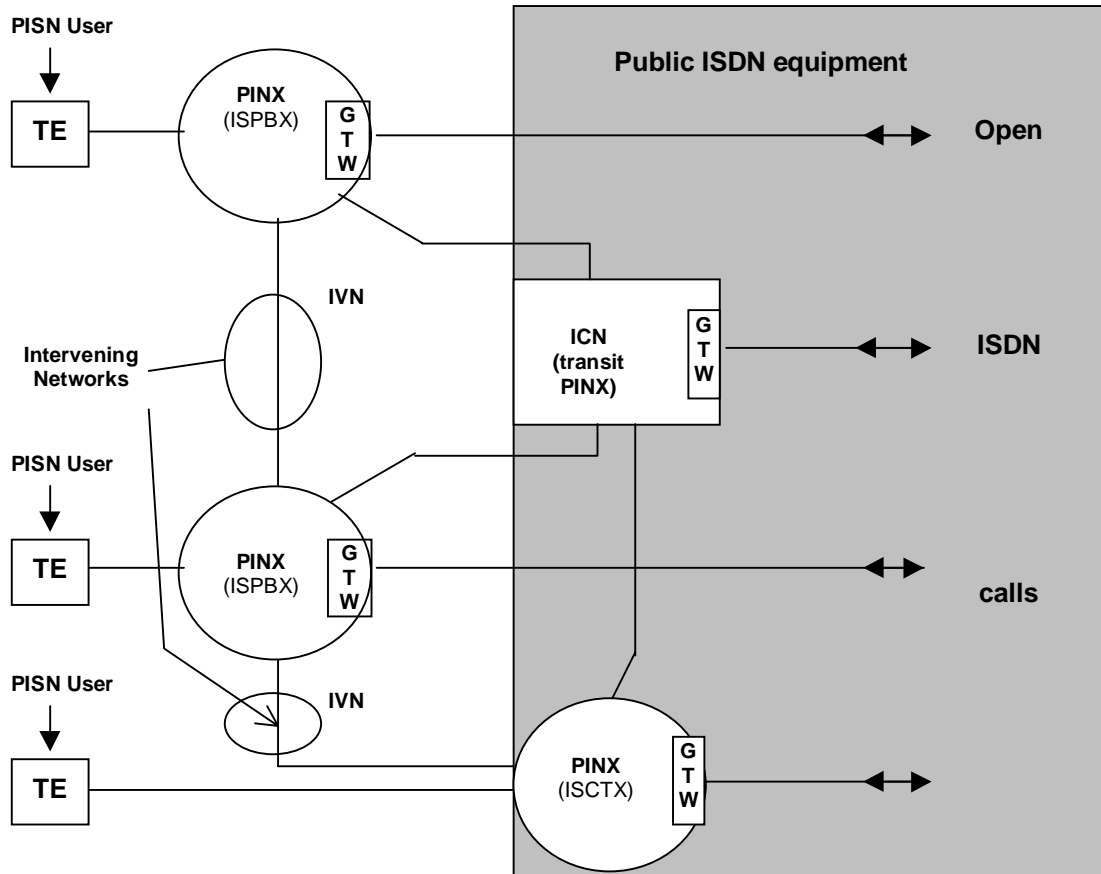 PISN User
TE
PINX
(ISPBX)
G
T
W
Public ISDN equipment
Open
IVN
Intervening
Networks
ICN
(transit
PINX)
G
T
W
ISDN
PISN User
TE
PINX
(ISPBX)
G
T
W
calls
PISN User
TE
IVN
PINX
(ISCTX)
G
T
W